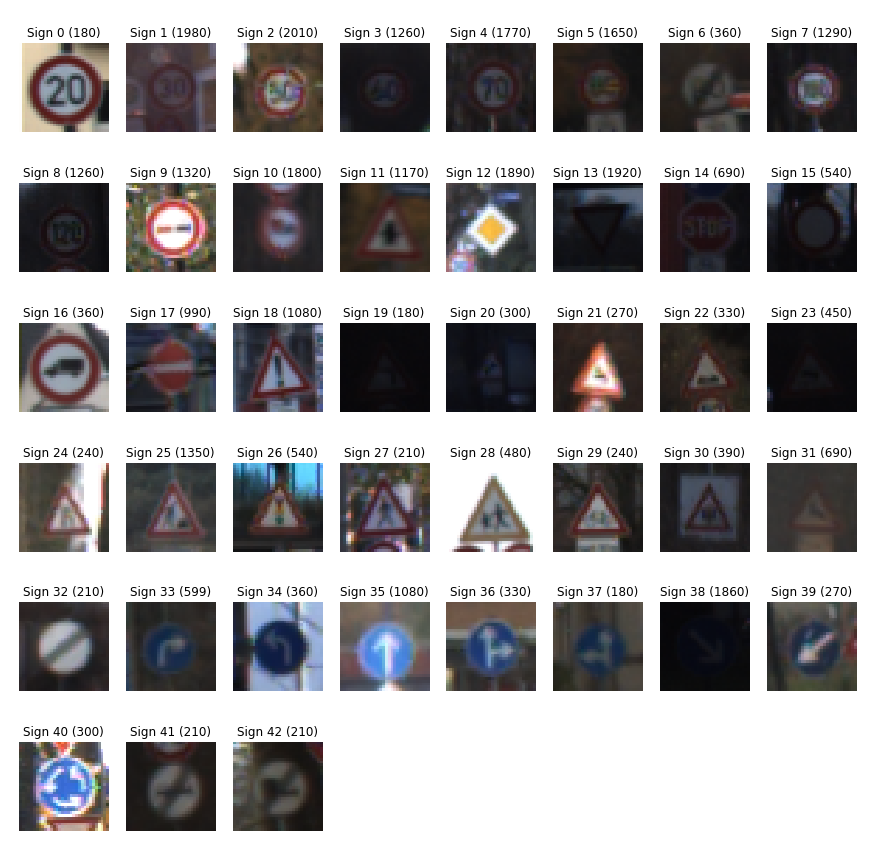 Sign 0 (180) Sign 1 (1980) Sign 2 (2010) Sign 3 (1260) Sign 4 (1770) Sign 5 (1650) Sign 6 (360) Sign 7 (1290)
20 30 50 60 70
Sign 8 (1260) Sign 9 (1320) Sign 10 (1800) Sign 11 (1170) Sign 12 (1890) Sign 13 (1920) Sign 14 (690) Sign 15 (540)
120 STOP
Sign 16 (360) Sign 17 (990) Sign 18 (1080) Sign 19 (180) Sign 20 (300) Sign 21 (270) Sign 22 (330) Sign 23 (450)
Sign 24 (240) Sign 25 (1350) Sign 26 (540) Sign 27 (210) Sign 28 (480) Sign 29 (240) Sign 30 (390) Sign 31 (690)
Sign 32 (210) Sign 33 (599) Sign 34 (360) Sign 35 (1080) Sign 36 (330) Sign 37 (180) Sign 38 (1860) Sign 39 (270)
Sign 40 (300) Sign 41 (210) Sign 42 (210)